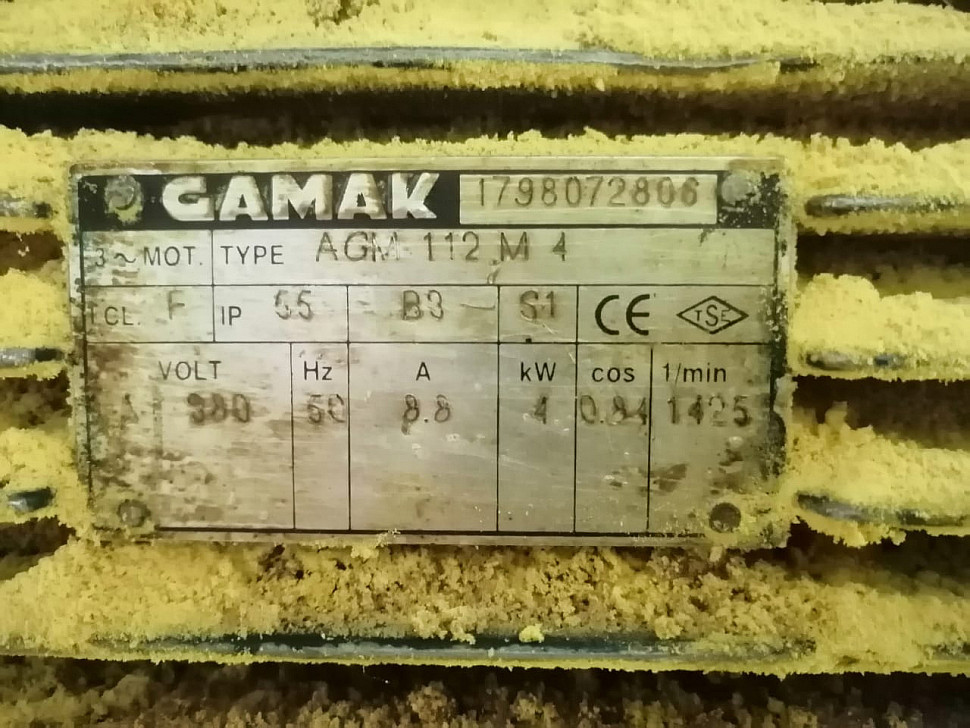 GAMAK 1798072806
3~MOT. TYPE AGM 112 M 4
CL. F IP 55 B3 S1 CE TSE
VOLT Hz A kW cos 1/min
380 50 8.8 4 0.84 1425